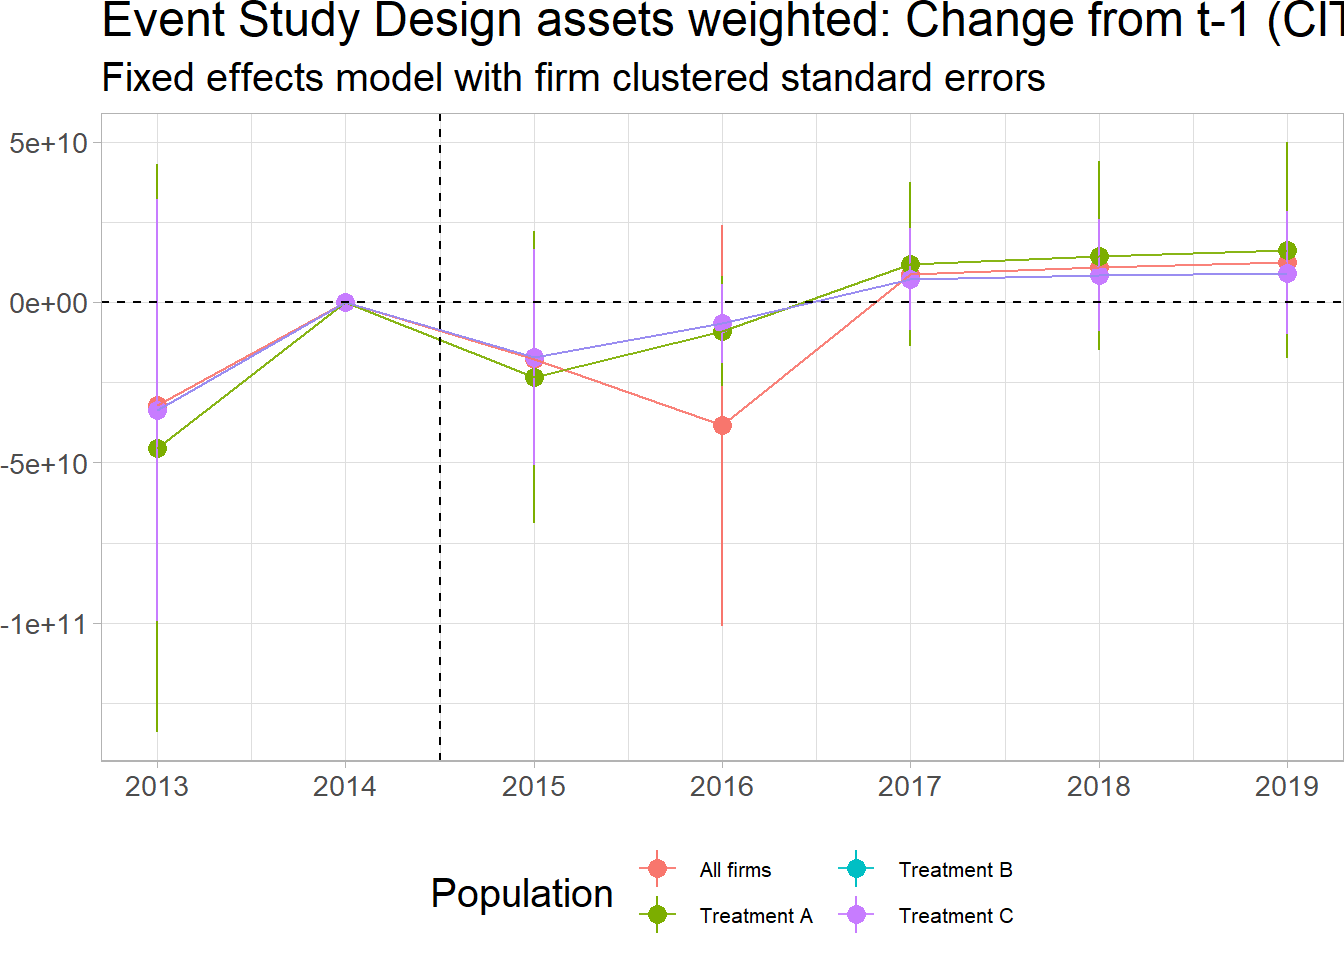 Event Study Design assets weighted: Change from t-1 (CIT
Fixed effects model with firm clustered standard errors
5e+10
0e+00
-5e+10
-1e+11
2013 2014 2015 2016 2017 2018 2019
Population
All firms
Treatment A
Treatment B
Treatment C